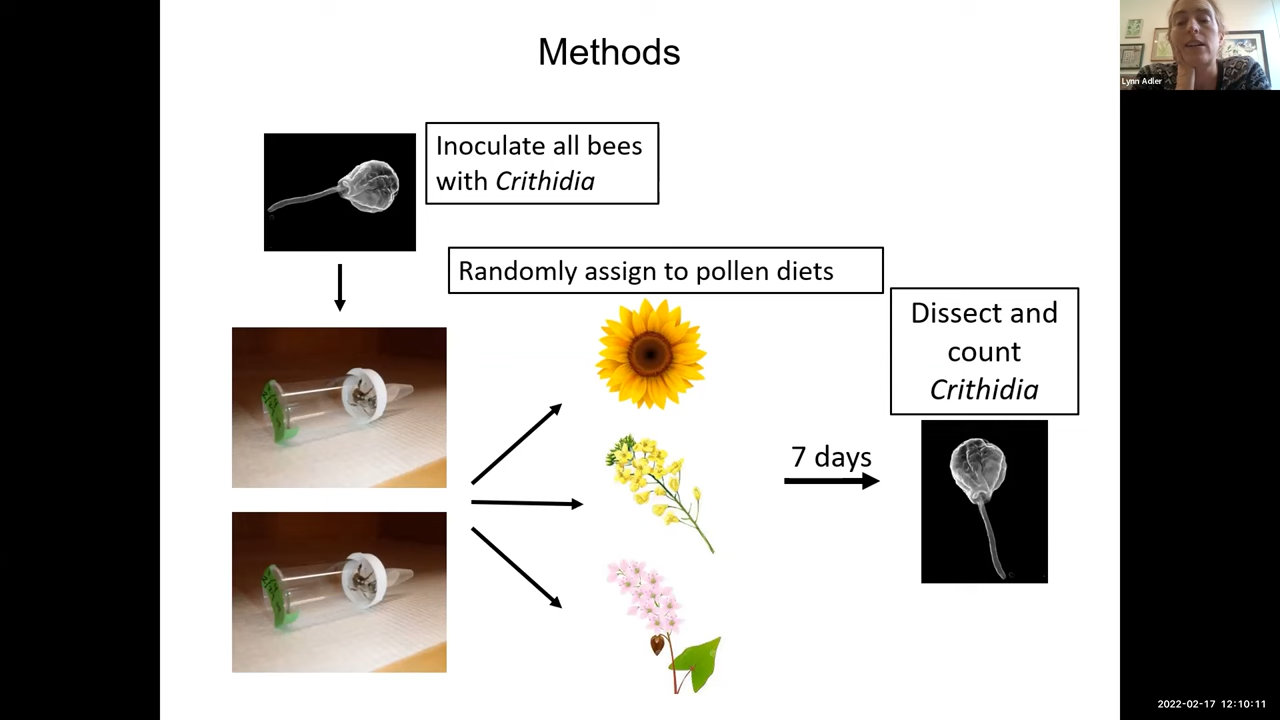 Methods
Inoculate all bees
with Crithidia
Randomly assign to pollen diets
Dissect and
count
Crithidia
7 days
Lynn Adler
2022-02-17 12:10:11